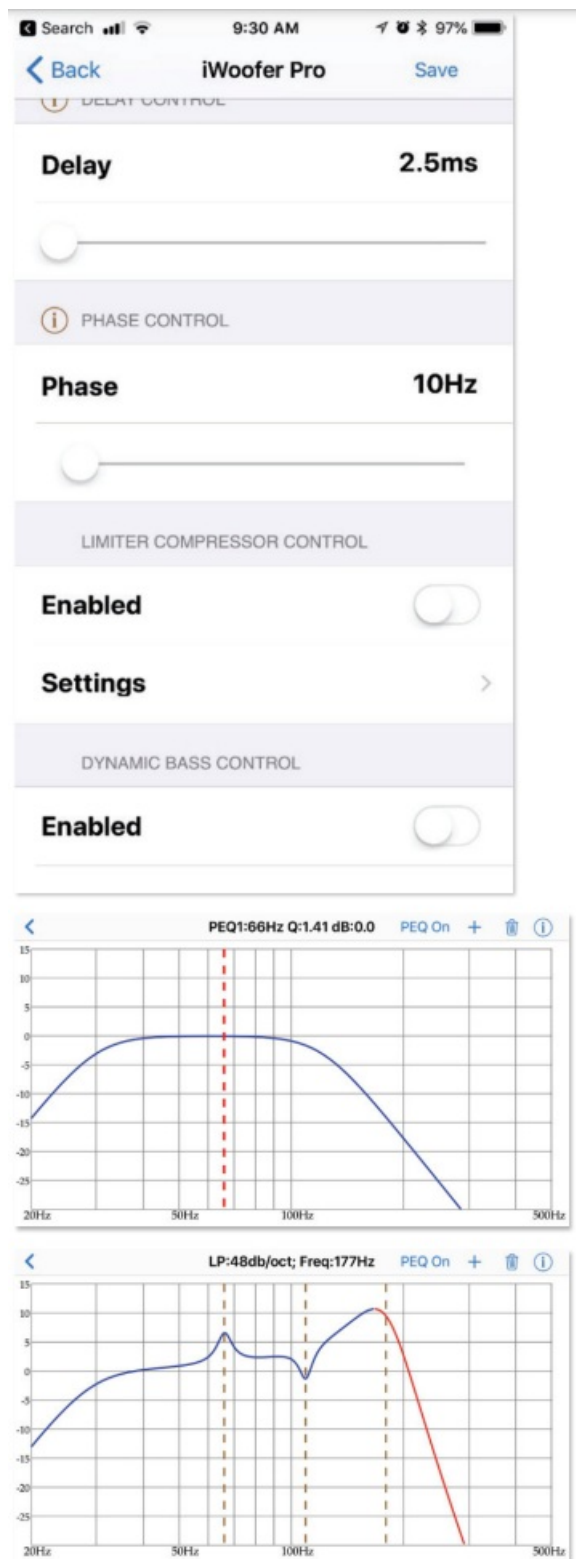 Search 9:30 AM 97%
Back iWoofer Pro Save
DELAY CONTROL
Delay 2.5ms
i PHASE CONTROL
Phase 10Hz
LIMITER COMPRESSOR CONTROL
Enabled
Settings
DYNAMIC BASS CONTROL
Enabled
PEQ1:66Hz Q:1.41 dB:0.0 PEQ On + i
15
10
5
0
-5
-10
-15
-20
-25
20Hz 50Hz 100Hz 500Hz
LP:48db/oct; Freq:177Hz PEQ On + i
15
10
5
0
-5
-10
-15
-20
-25
20Hz 50Hz 100Hz 500Hz